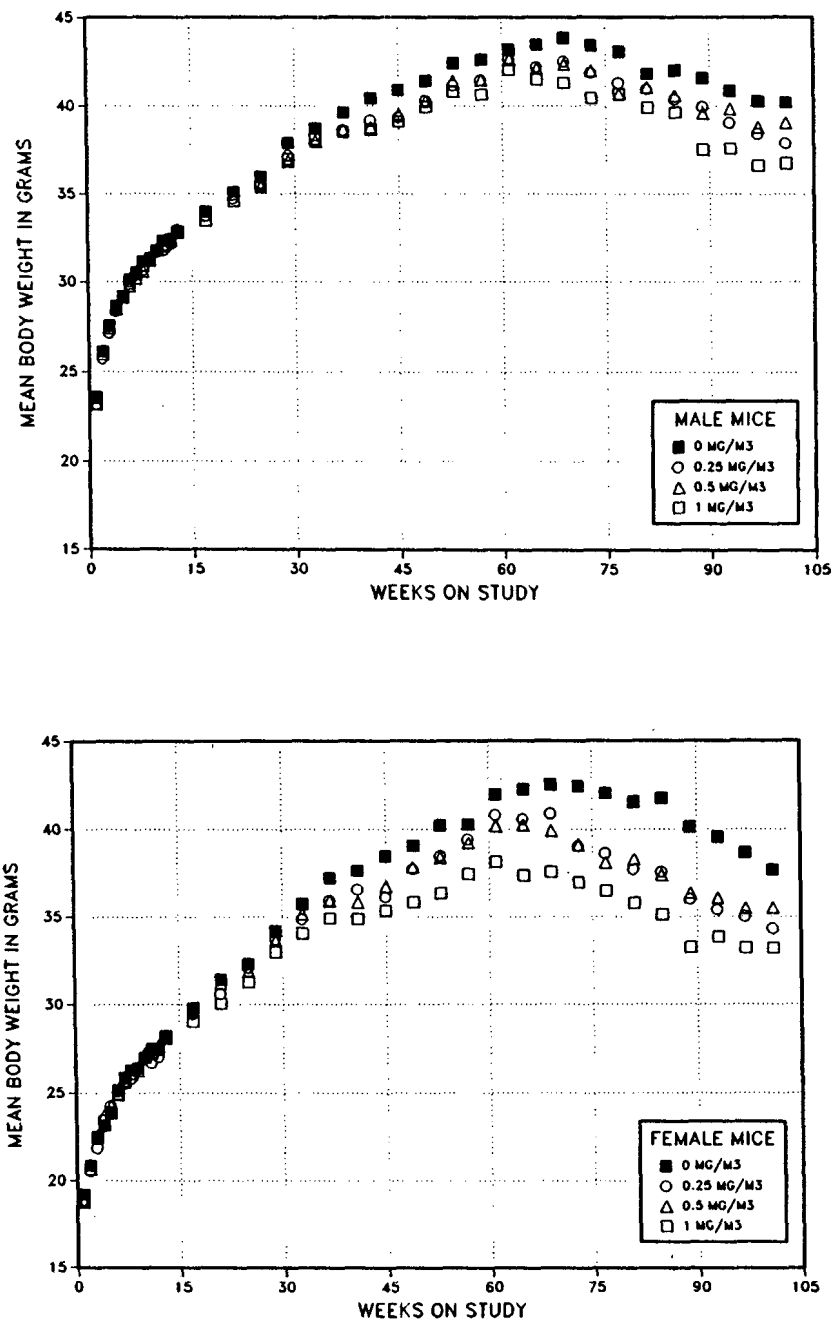 45
40
35
30
25
20
15
MEAN BODY WEIGHT IN GRAMS
MALE MICE
0 MG/M3
0.25 MG/M3
0.5 MG/M3
1 MG/M3
0 15 30 45 60 75 90 105
WEEKS ON STUDY
45
40
35
30
25
20
15
MEAN BODY WEIGHT IN GRAMS
FEMALE MICE
0 MG/M3
0.25 MG/M3
0.5 MG/M3
1 MG/M3
0 15 30 45 60 75 90 105
WEEKS ON STUDY